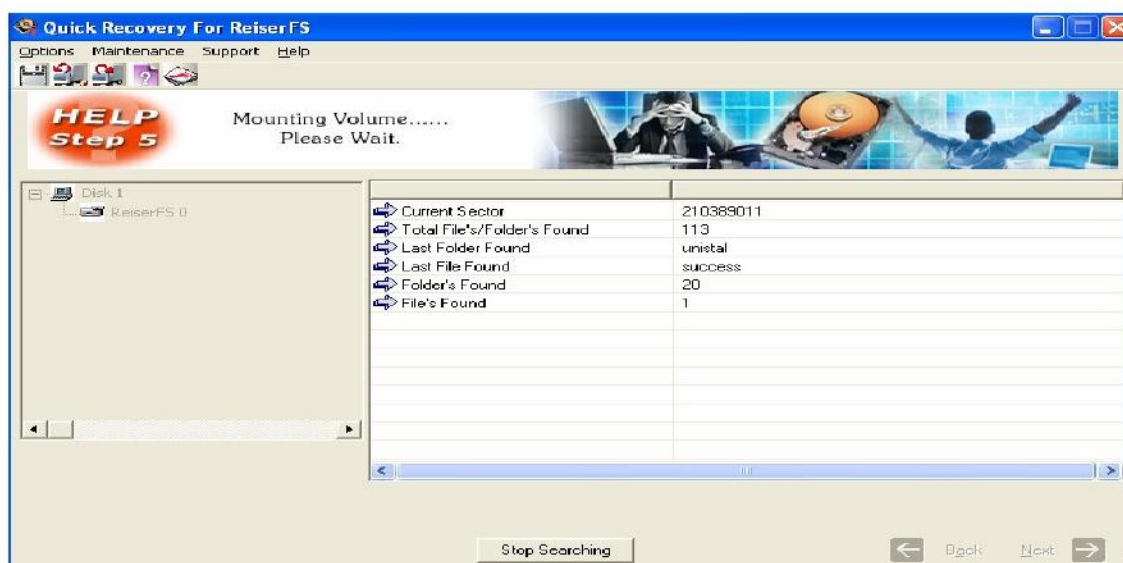 Quick Recovery For ReiserFS
Options Maintenance Support Help
HELP
Step 5
Mounting Volume......
Please Wait.
Disk 1
ReiserFS 0
Current Sector 210389011
Total File's/Folder's Found 113
Last Folder Found unistal
Last File Found success
Folder's Found 20
File's Found 1
Stop Searching
Back Next